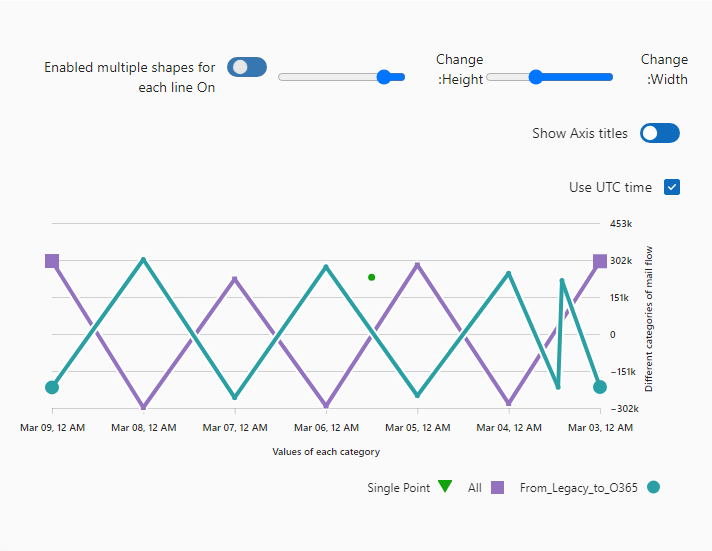 Enabled multiple shapes for
each line On
Change
:Height
Change
:Width
Show Axis titles
Use UTC time
453k
302k
151k
0
−151k
−302k
Different categories of mail flow
Mar 09, 12 AM
Mar 08, 12 AM
Mar 07, 12 AM
Mar 06, 12 AM
Mar 05, 12 AM
Mar 04, 12 AM
Mar 03, 12 AM
Values of each category
Single Point
All
From_Legacy_to_O365